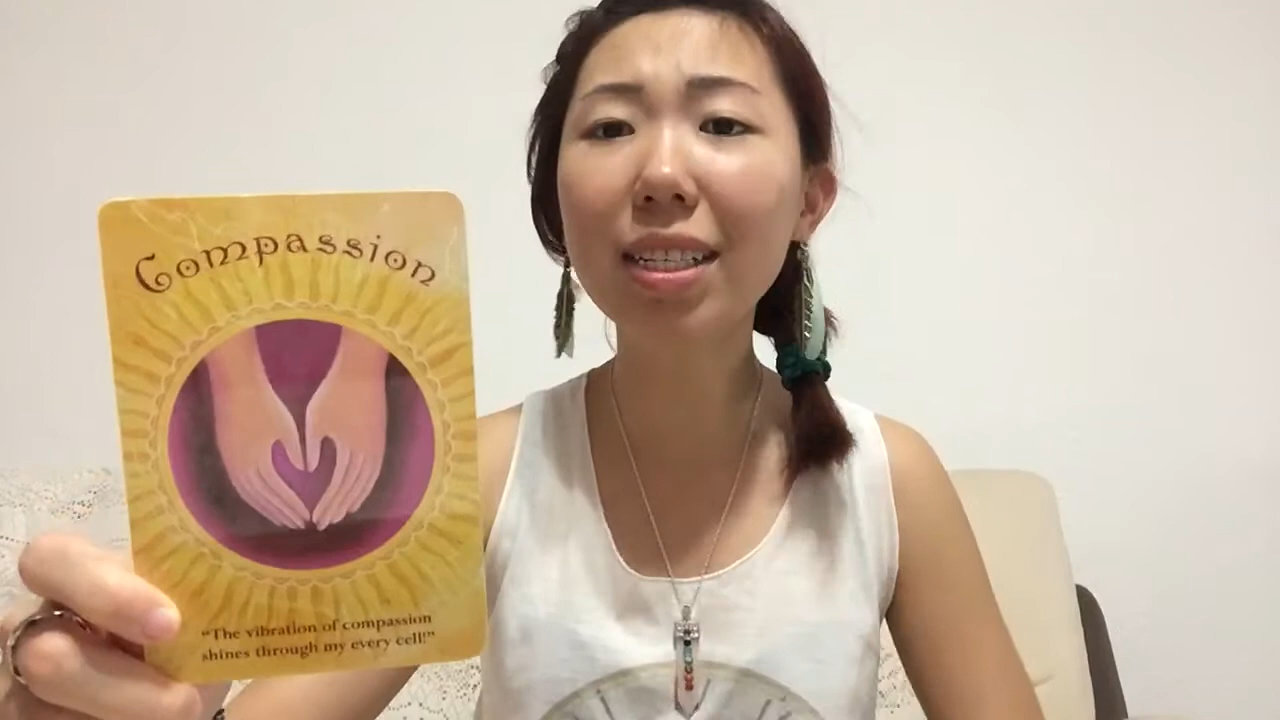 Compassion
“The vibration of compassion
shines through my every cell!”